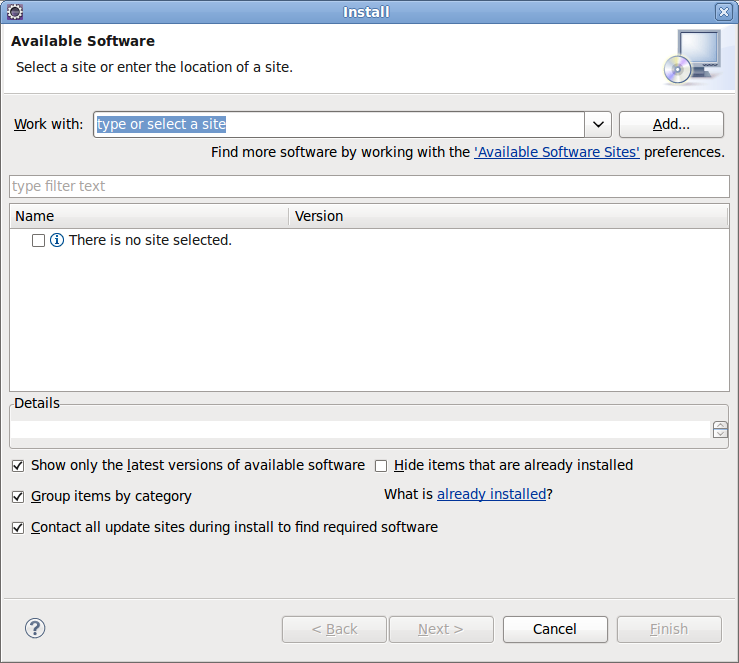 Install
Available Software
Select a site or enter the location of a site.
Work with: type or select a site Add...
Find more software by working with the 'Available Software Sites' preferences.
type filter text
Name Version
There is no site selected.
Details
Show only the latest versions of available software Hide items that are already installed
Group items by category What is already installed?
Contact all update sites during install to find required software
< Back Next > Cancel Finish